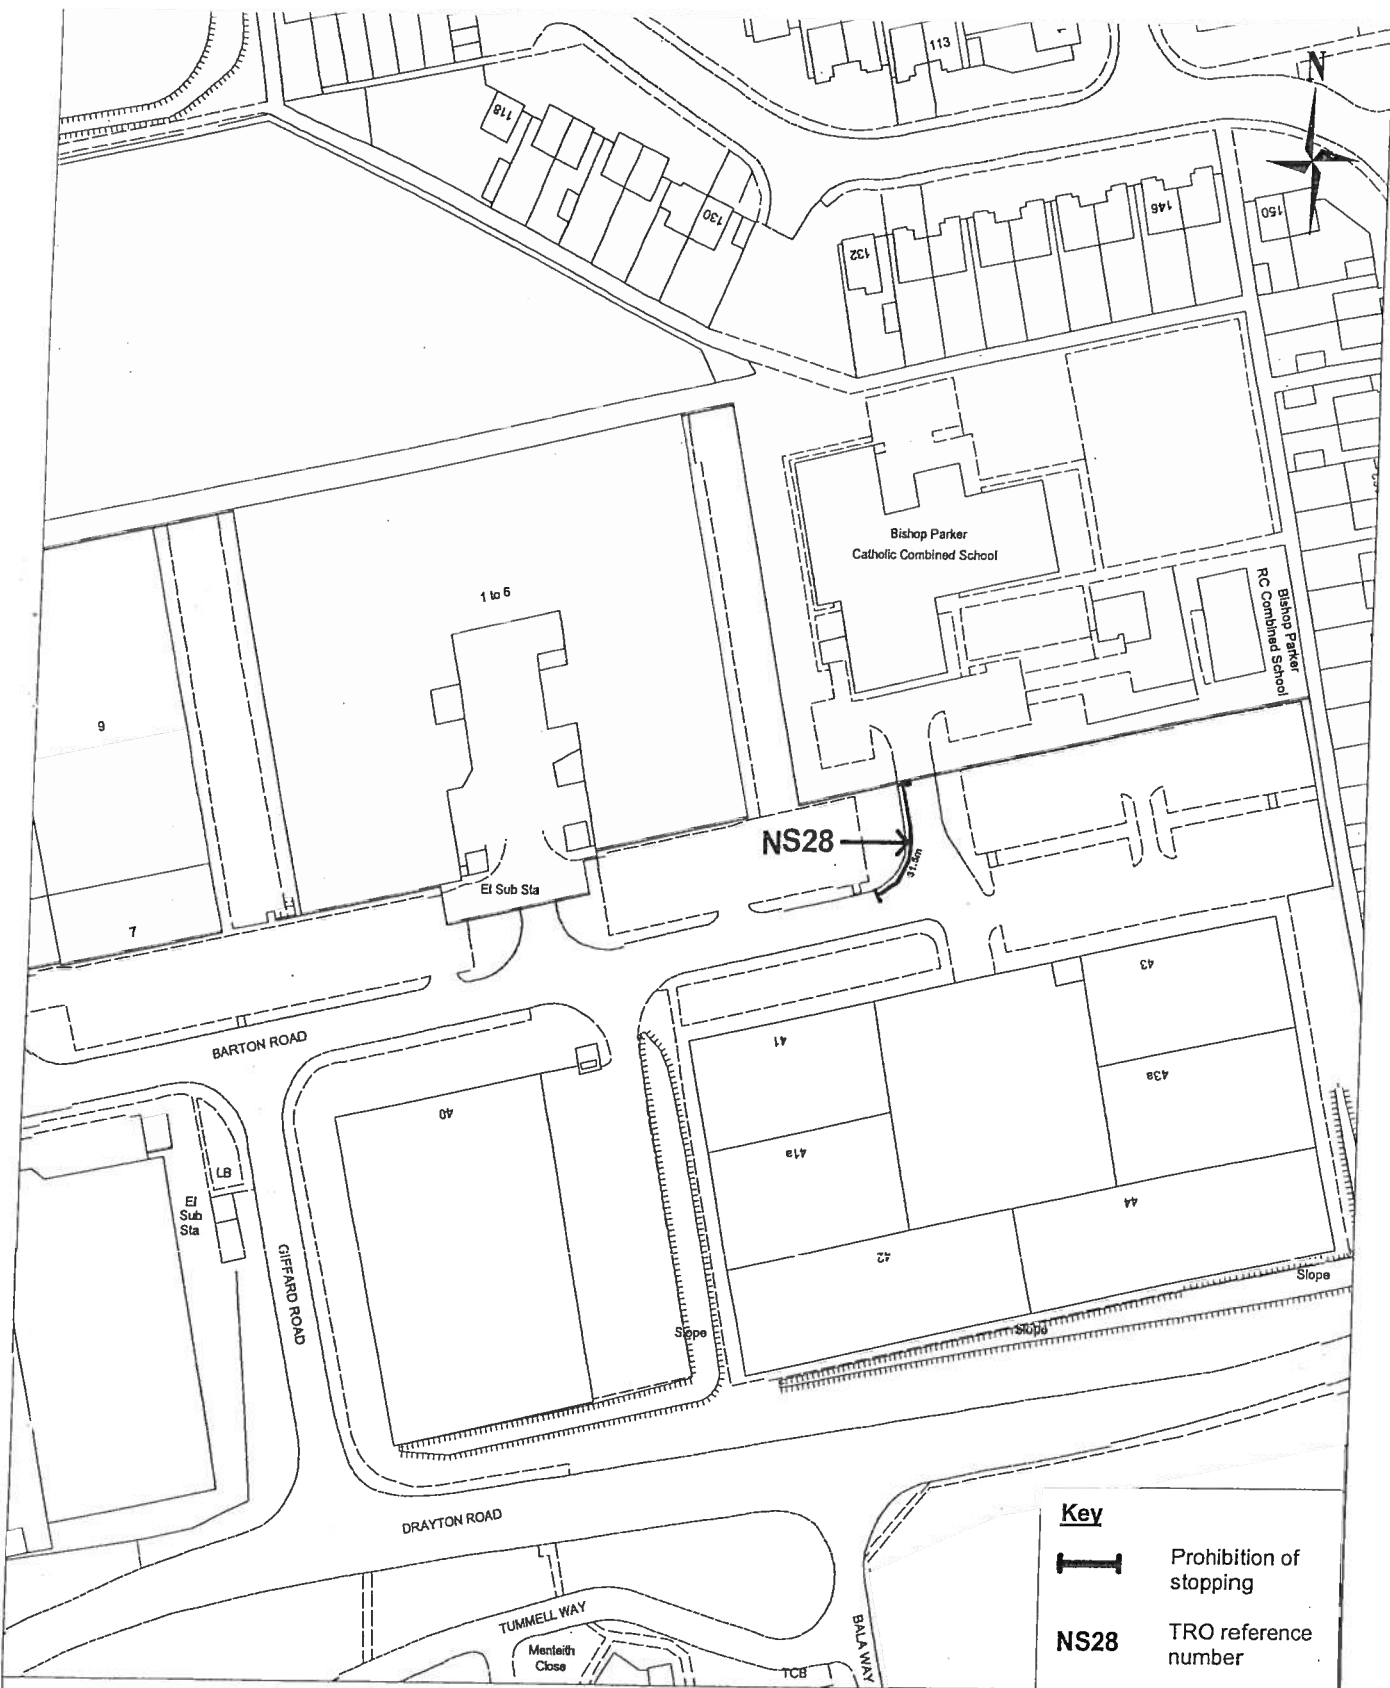 113
N
118
130
132
146
150
Bishop Parker
Catholic Combined School
1 to 6
Bishop Parker
RC Combined School
9
NS28
31.5m
El Sub Sta
7
43
41
BARTON ROAD
43a
40
41a
LB
El
Sub
Sta
44
42
GIFFARD ROAD
Slope
Slope
Slope
Key
DRAYTON ROAD
Prohibition of
stopping
TUMMELL WAY
BALA WAY
NS28
TRO reference
number
Menteith
Close
TCB